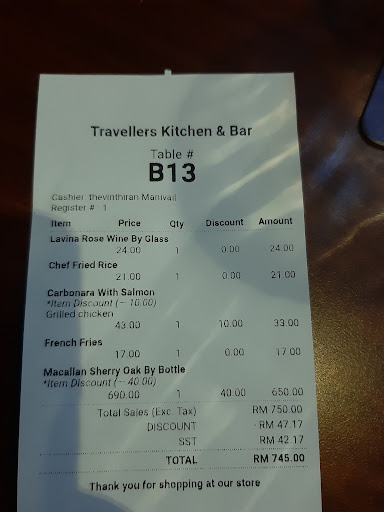 Travellers Kitchen & Bar
Table #
B13
Cashier: thevinthiran Manivail
Register #: 1
Item Price Qty Discount Amount
Lavina Rose Wine By Glass
24.00 1 0.00 24.00
Chef Fried Rice
21.00 1 0.00 21.00
Carbonara With Salmon
*Item Discount (– 10.00)
Grilled chicken
43.00 1 10.00 33.00
French Fries
17.00 1 0.00 17.00
Macallan Sherry Oak By Bottle
*Item Discount (– 40.00)
690.00 1 40.00 650.00
Total Sales (Exc. Tax) RM 750.00
DISCOUNT - RM 47.17
SST RM 42.17
TOTAL RM 745.00
Thank you for shopping at our store